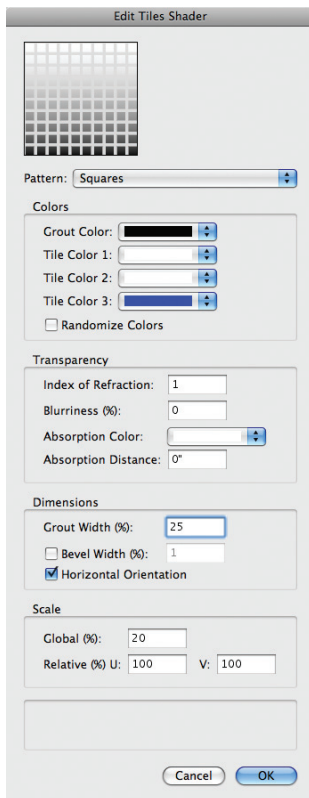 Edit Tiles Shader
Pattern: Squares
Colors
Grout Color:
Tile Color 1:
Tile Color 2:
Tile Color 3:
Randomize Colors
Transparency
Index of Refraction: 1
Blurriness (%): 0
Absorption Color:
Absorption Distance: 0"
Dimensions
Grout Width (%): 25
Bevel Width (%): 1
Horizontal Orientation
Scale
Global (%): 20
Relative (%) U: 100 V: 100
Cancel OK